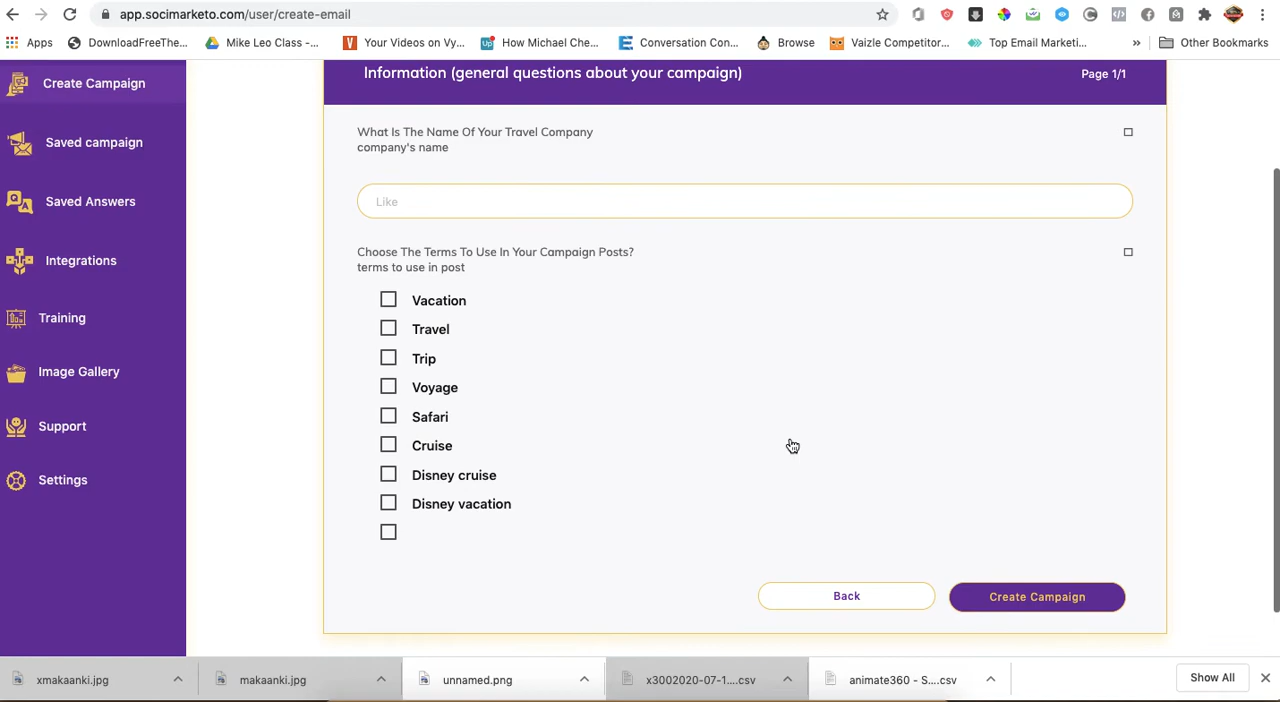 app.socimarketo.com/user/create-email
Apps
DownloadFreeThe...
Mike Leo Class -...
Your Videos on Vy...
How Michael Che...
Conversation Con...
Browse
Vaizle Competitor...
Top Email Marketi...
»
Other Bookmarks
Create Campaign
Saved campaign
Saved Answers
Integrations
Training
Image Gallery
Support
Settings
Information (general questions about your campaign)
Page 1/1
What Is The Name Of Your Travel Company
company's name
Like
Choose The Terms To Use In Your Campaign Posts?
terms to use in post
Vacation
Travel
Trip
Voyage
Safari
Cruise
Disney cruise
Disney vacation
Back
Create Campaign
xmakaanki.jpg
makaanki.jpg
unnamed.png
x3002020-07-1....csv
animate360 - S....csv
Show All